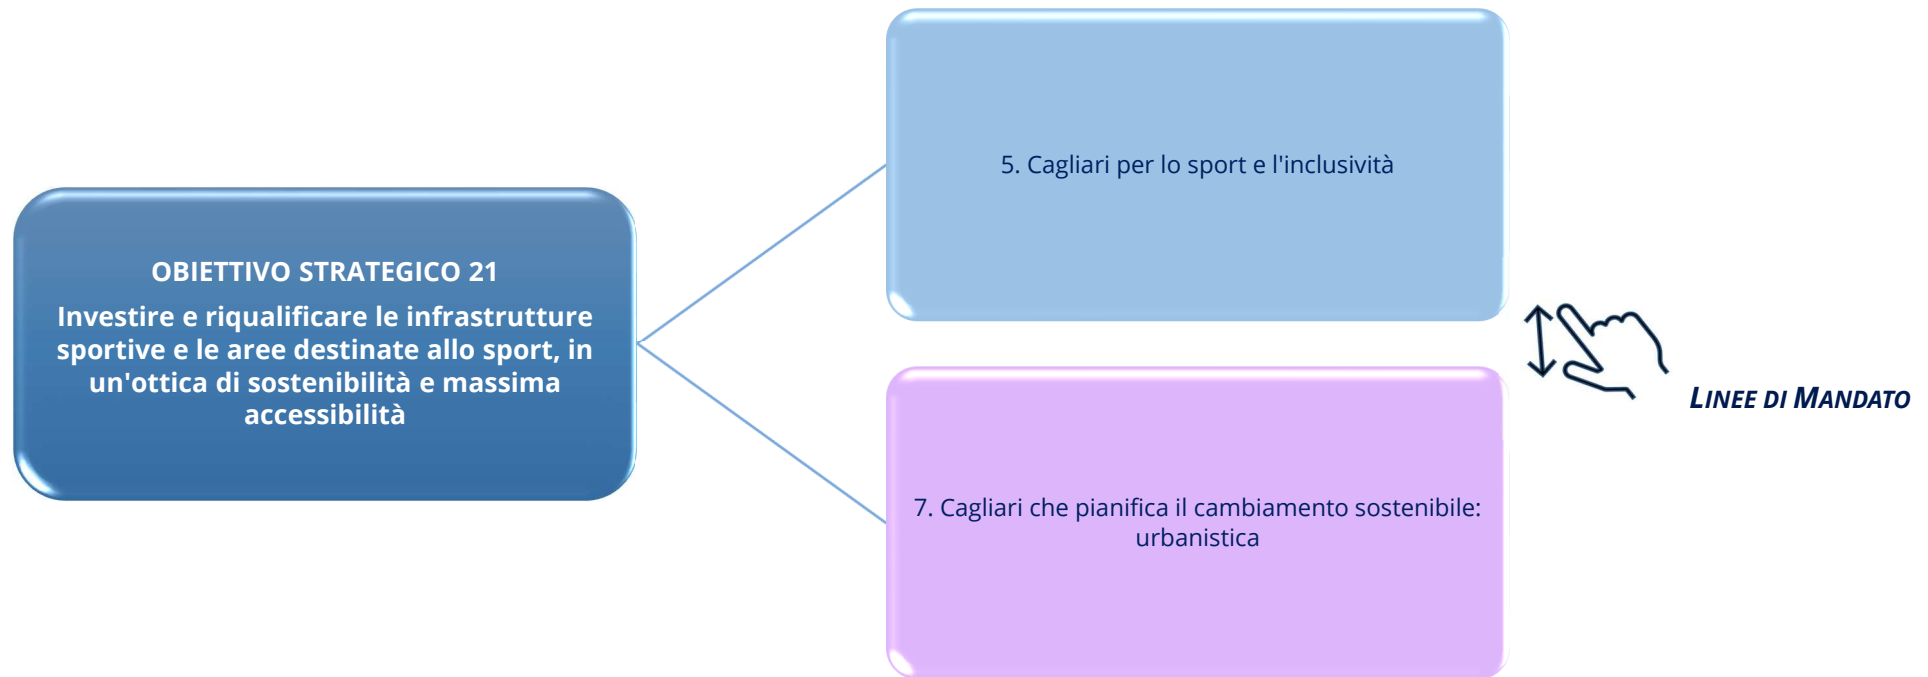 OBIETTIVO STRATEGICO 21
Investire e riqualificare le infrastrutture
sportive e le aree destinate allo sport, in
un'ottica di sostenibilità e massima
accessibilità
5. Cagliari per lo sport e l'inclusività
7. Cagliari che pianifica il cambiamento sostenibile:
urbanistica
LINEE DI MANDATO